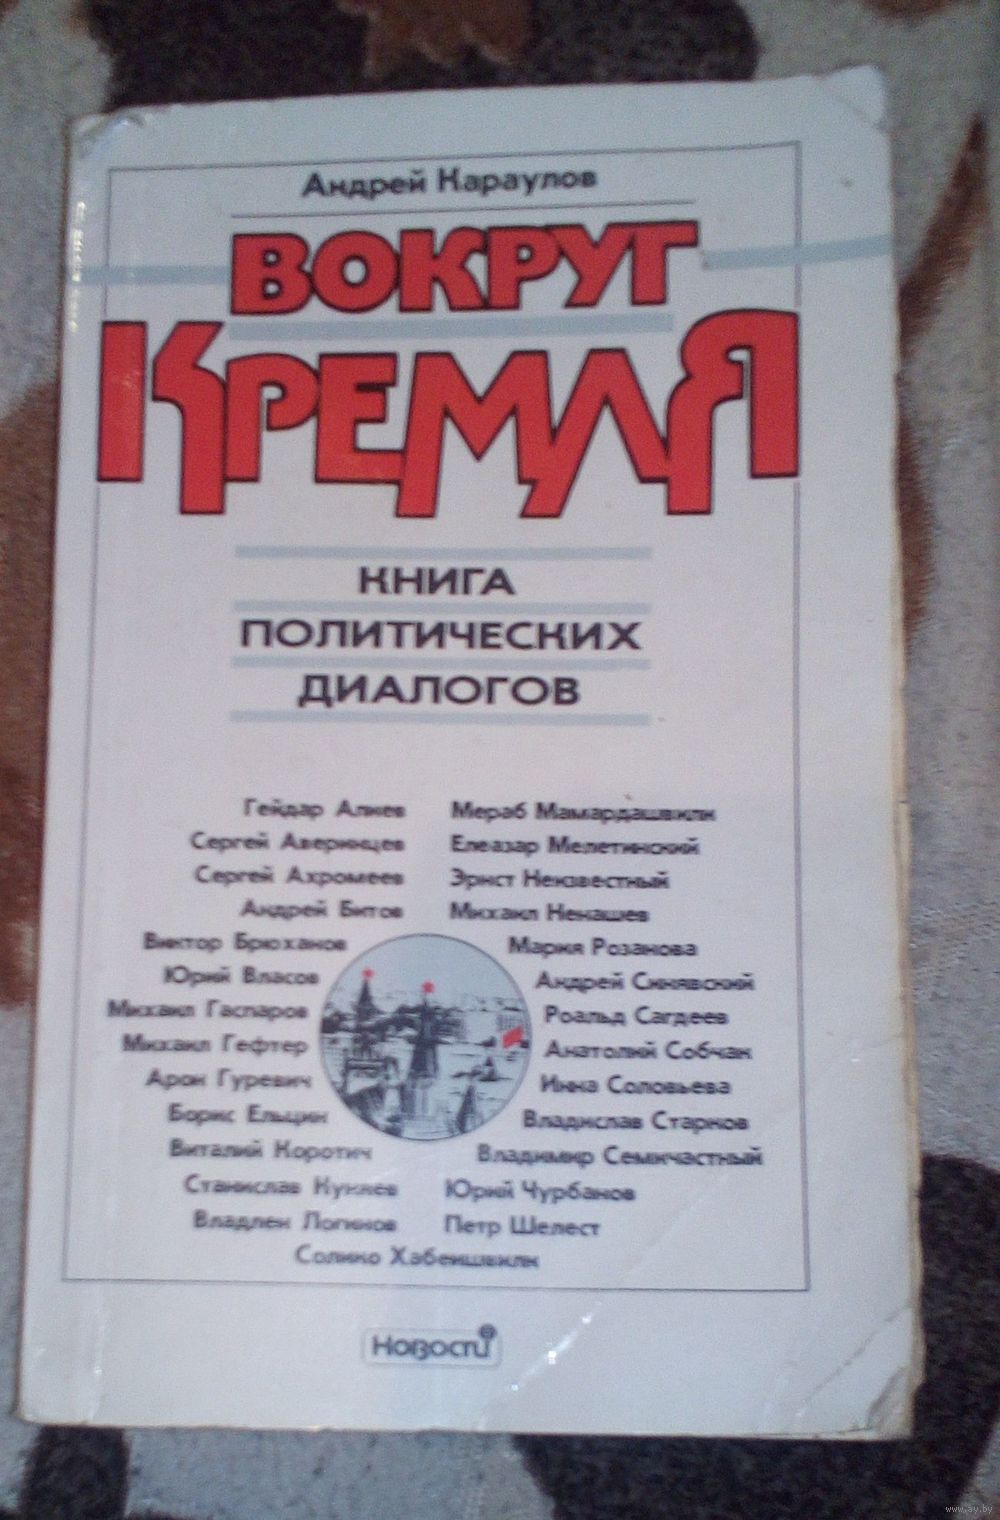 Андрей Караулов
ВОКРУГ
КРЕМЛЯ
КНИГА
ПОЛИТИЧЕСКИХ
ДИАЛОГОВ
Гейдар Алиев
Сергей Аверинцев
Сергей Ахромеев
Андрей Битов
Виктор Брюханов
Юрий Власов
Михаил Гаспаров
Михаил Гефтер
Арон Гуревич
Борис Ельцин
Виталий Коротич
Станислав Куняев
Владлен Логинов
Мераб Мамардашвили
Елеазар Мелетинский
Эрнст Неизвестный
Михаил Ненашев
Мария Розанова
Андрей Синявский
Роальд Сагдеев
Анатолий Собчак
Инна Соловьева
Владислав Старков
Владимир Семичастный
Юрий Чурбанов
Петр Шелест
Солико Хабеишвили
Новости
www.ay.by